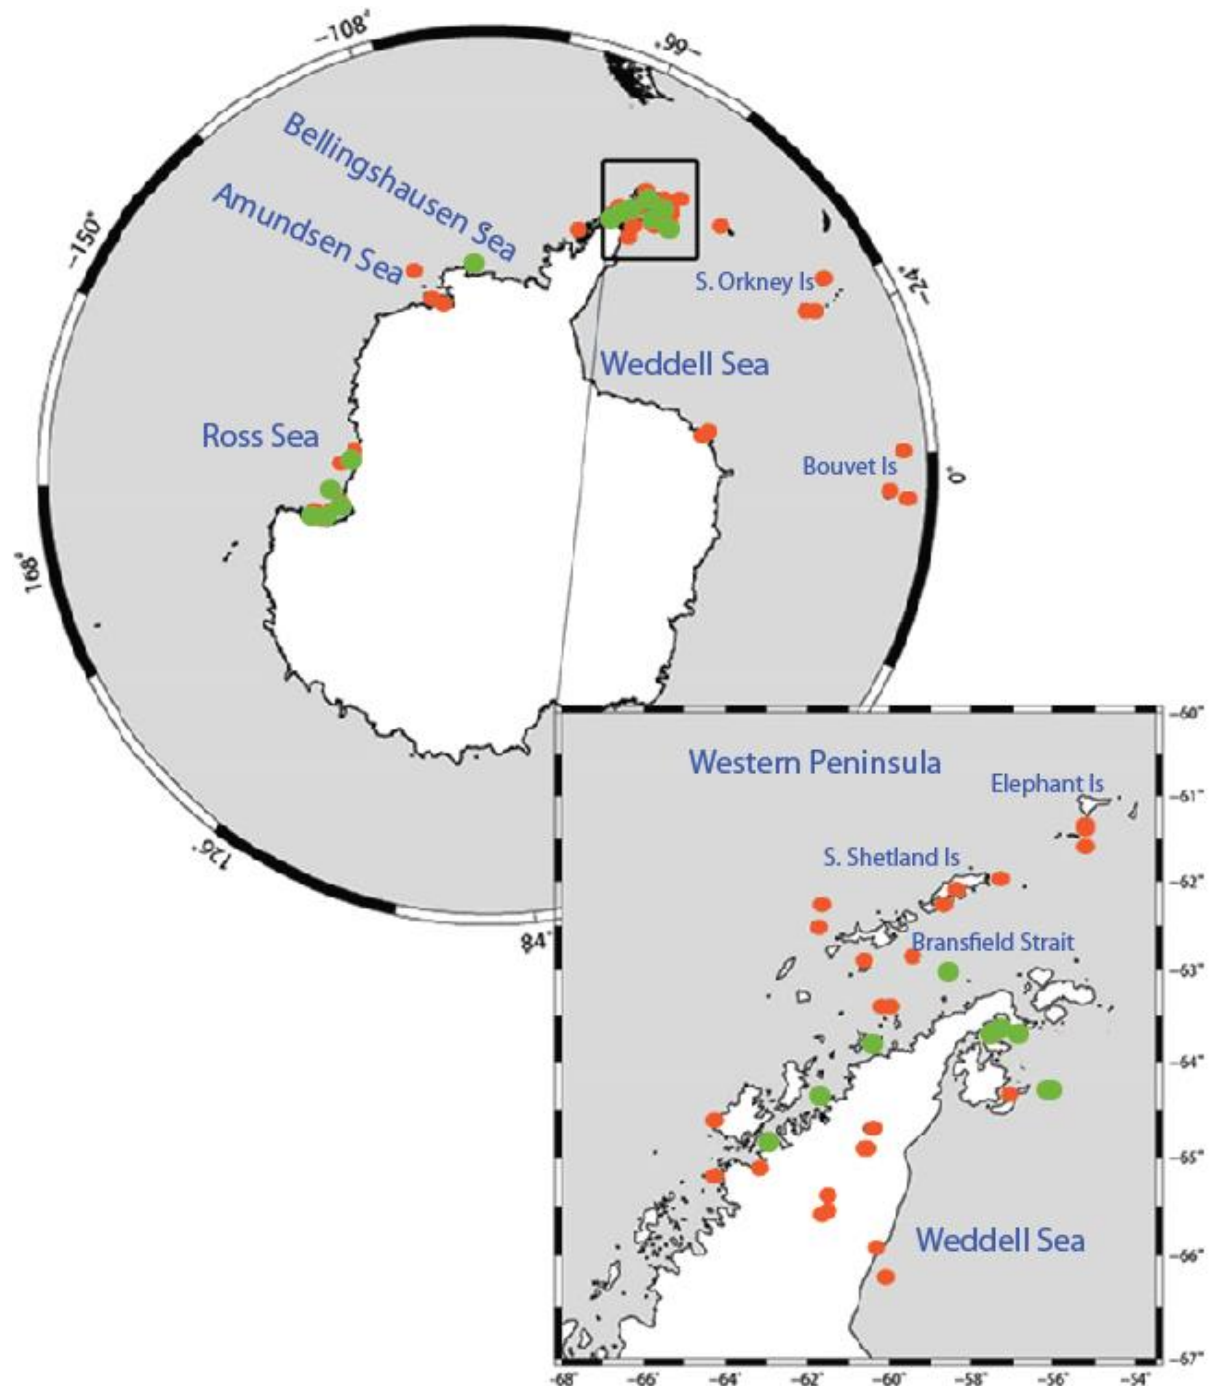 -108°
-66°
Bellingshausen Sea
Amundsen Sea
-150°
-24°
S. Orkney Is
Weddell Sea
Ross Sea
Bouvet Is
0°
168°
126°
84°
-60°
Western Peninsula
Elephant Is
-61°
S. Shetland Is
-62°
Bransfield Strait
-63°
-64°
-65°
Weddell Sea
-66°
-67°
-68° -66° -64° -62° -60° -58° -56° -54°